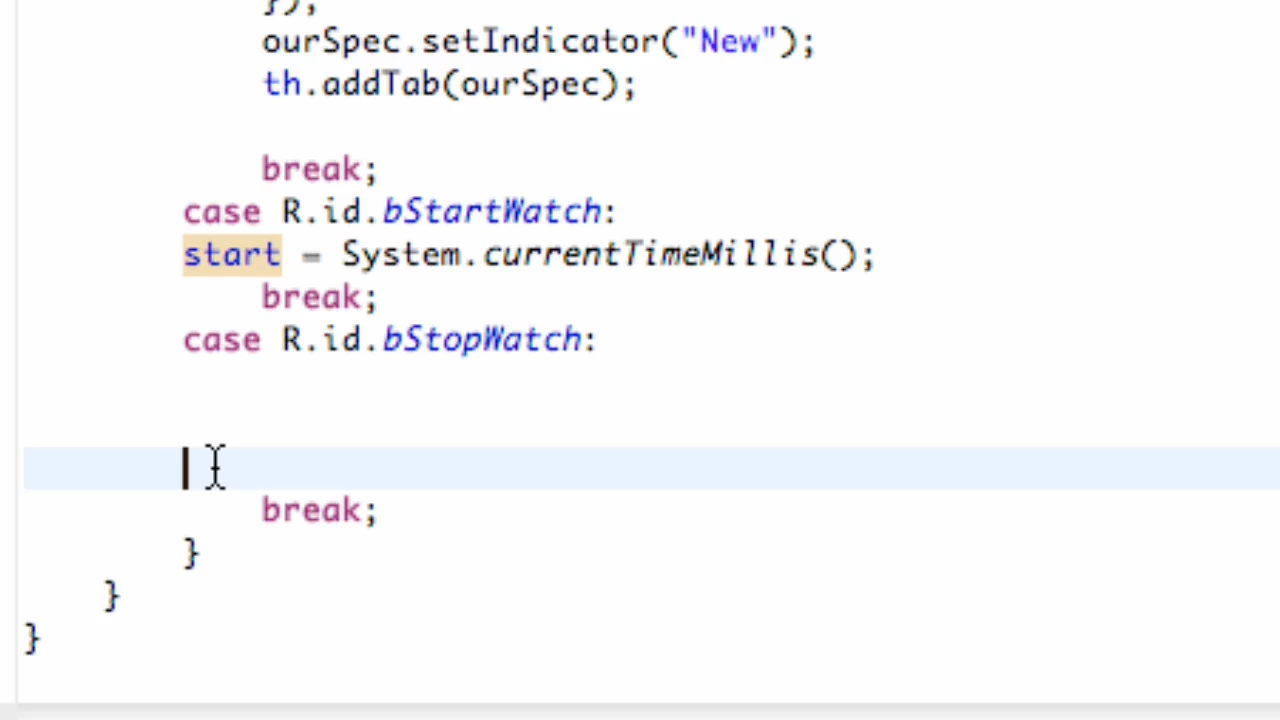 });
ourSpec.setIndicator("New");
th.addTab(ourSpec);
break;
case R.id.bStartWatch:
start = System.currentTimeMillis();
break;
case R.id.bStopWatch:
break;
}
}
}